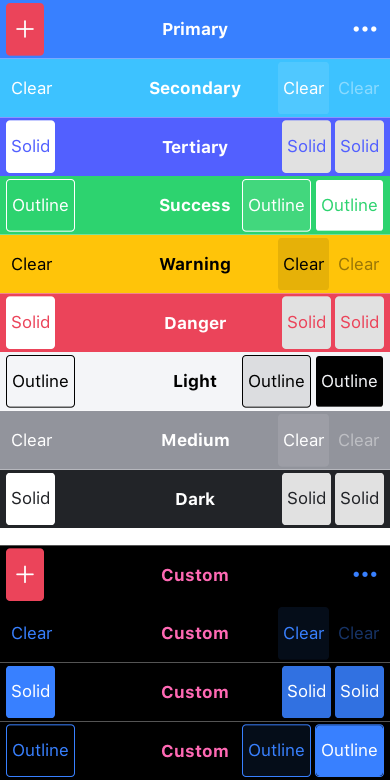 Primary
Clear Secondary Clear Clear
Solid Tertiary Solid Solid
Outline Success Outline Outline
Clear Warning Clear Clear
Solid Danger Solid Solid
Outline Light Outline Outline
Clear Medium Clear Clear
Solid Dark Solid Solid
Custom
Clear Custom Clear Clear
Solid Custom Solid Solid
Outline Custom Outline Outline